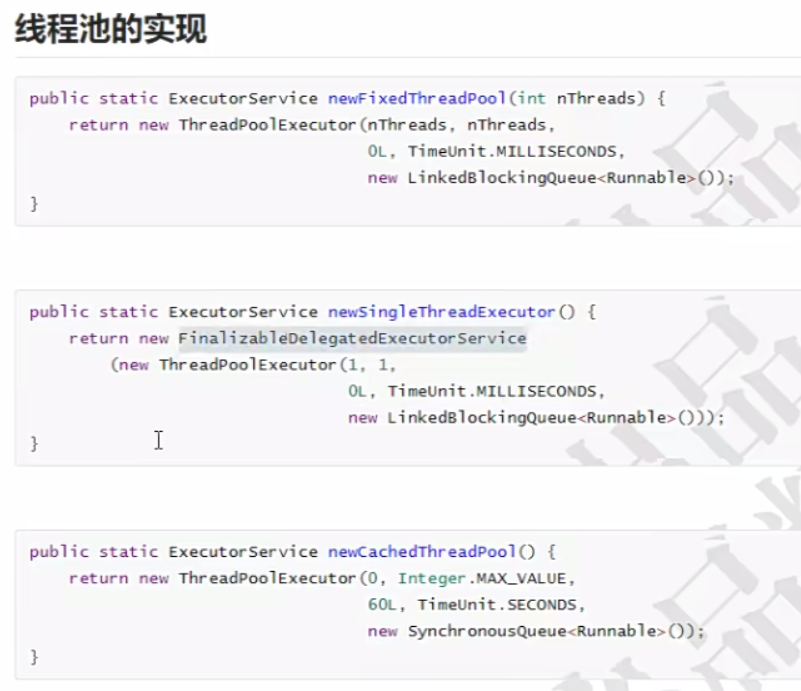 线程池的实现
public static ExecutorService newFixedThreadPool(int nThreads) {
return new ThreadPoolExecutor(nThreads, nThreads,
0L, TimeUnit.MILLISECONDS,
new LinkedBlockingQueue<Runnable>());
}
public static ExecutorService newSingleThreadExecutor() {
return new FinalizableDelegatedExecutorService
(new ThreadPoolExecutor(1, 1,
0L, TimeUnit.MILLISECONDS,
new LinkedBlockingQueue<Runnable>()));
}
public static ExecutorService newCachedThreadPool() {
return new ThreadPoolExecutor(0, Integer.MAX_VALUE,
60L, TimeUnit.SECONDS,
new SynchronousQueue<Runnable>());
}